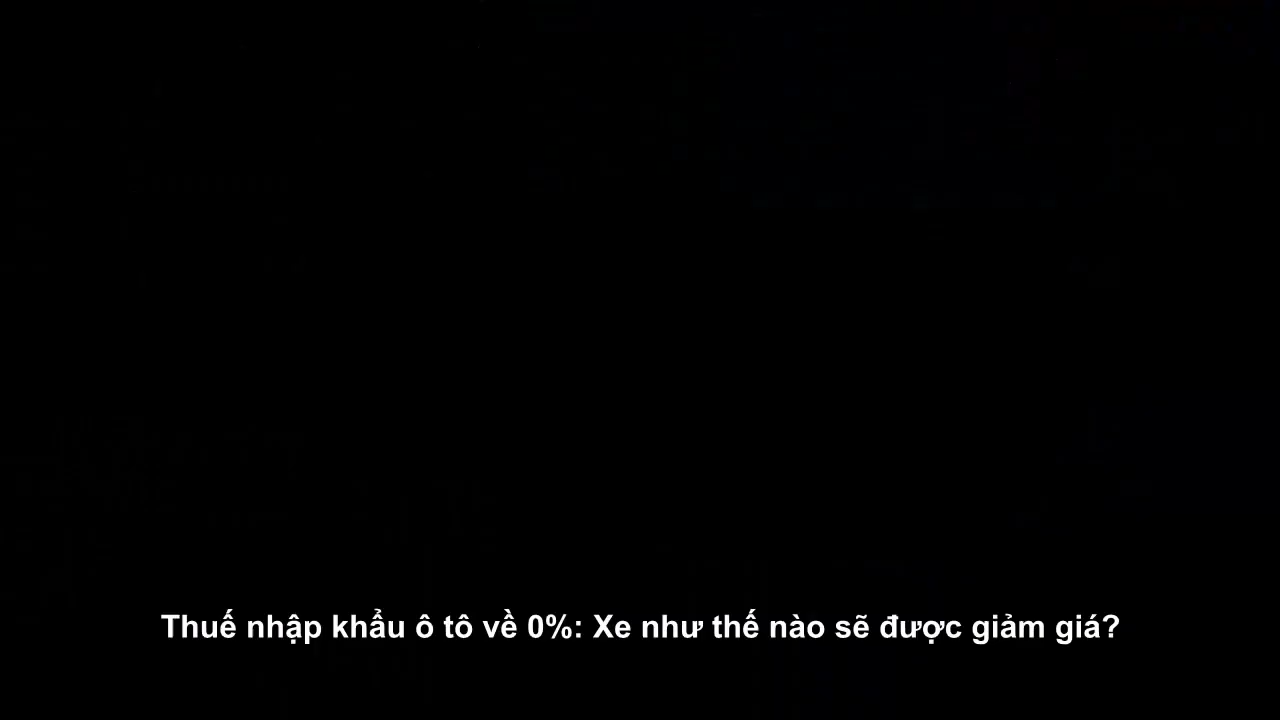 Thuế nhập khẩu ô tô về 0%: Xe như thế nào sẽ được giảm giá?